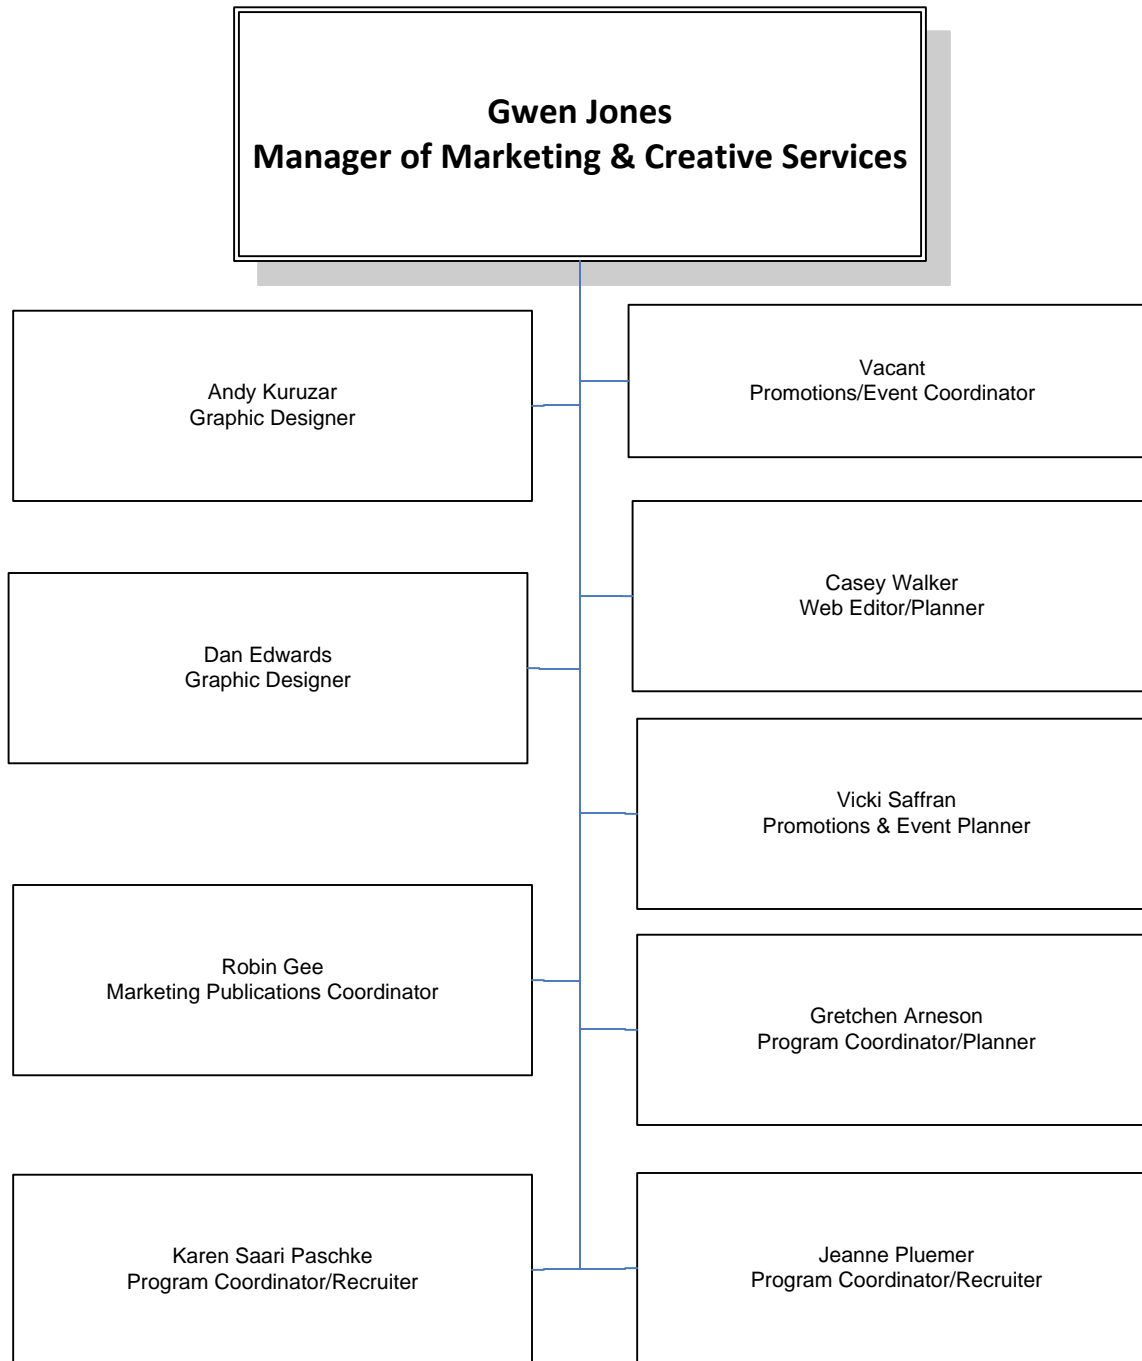 Gwen Jones
Manager of Marketing & Creative Services
Andy Kuruzar
Graphic Designer
Vacant
Promotions/Event Coordinator
Dan Edwards
Graphic Designer
Casey Walker
Web Editor/Planner
Vicki Saffran
Promotions & Event Planner
Robin Gee
Marketing Publications Coordinator
Gretchen Arneson
Program Coordinator/Planner
Karen Saari Paschke
Program Coordinator/Recruiter
Jeanne Pluemer
Program Coordinator/Recruiter